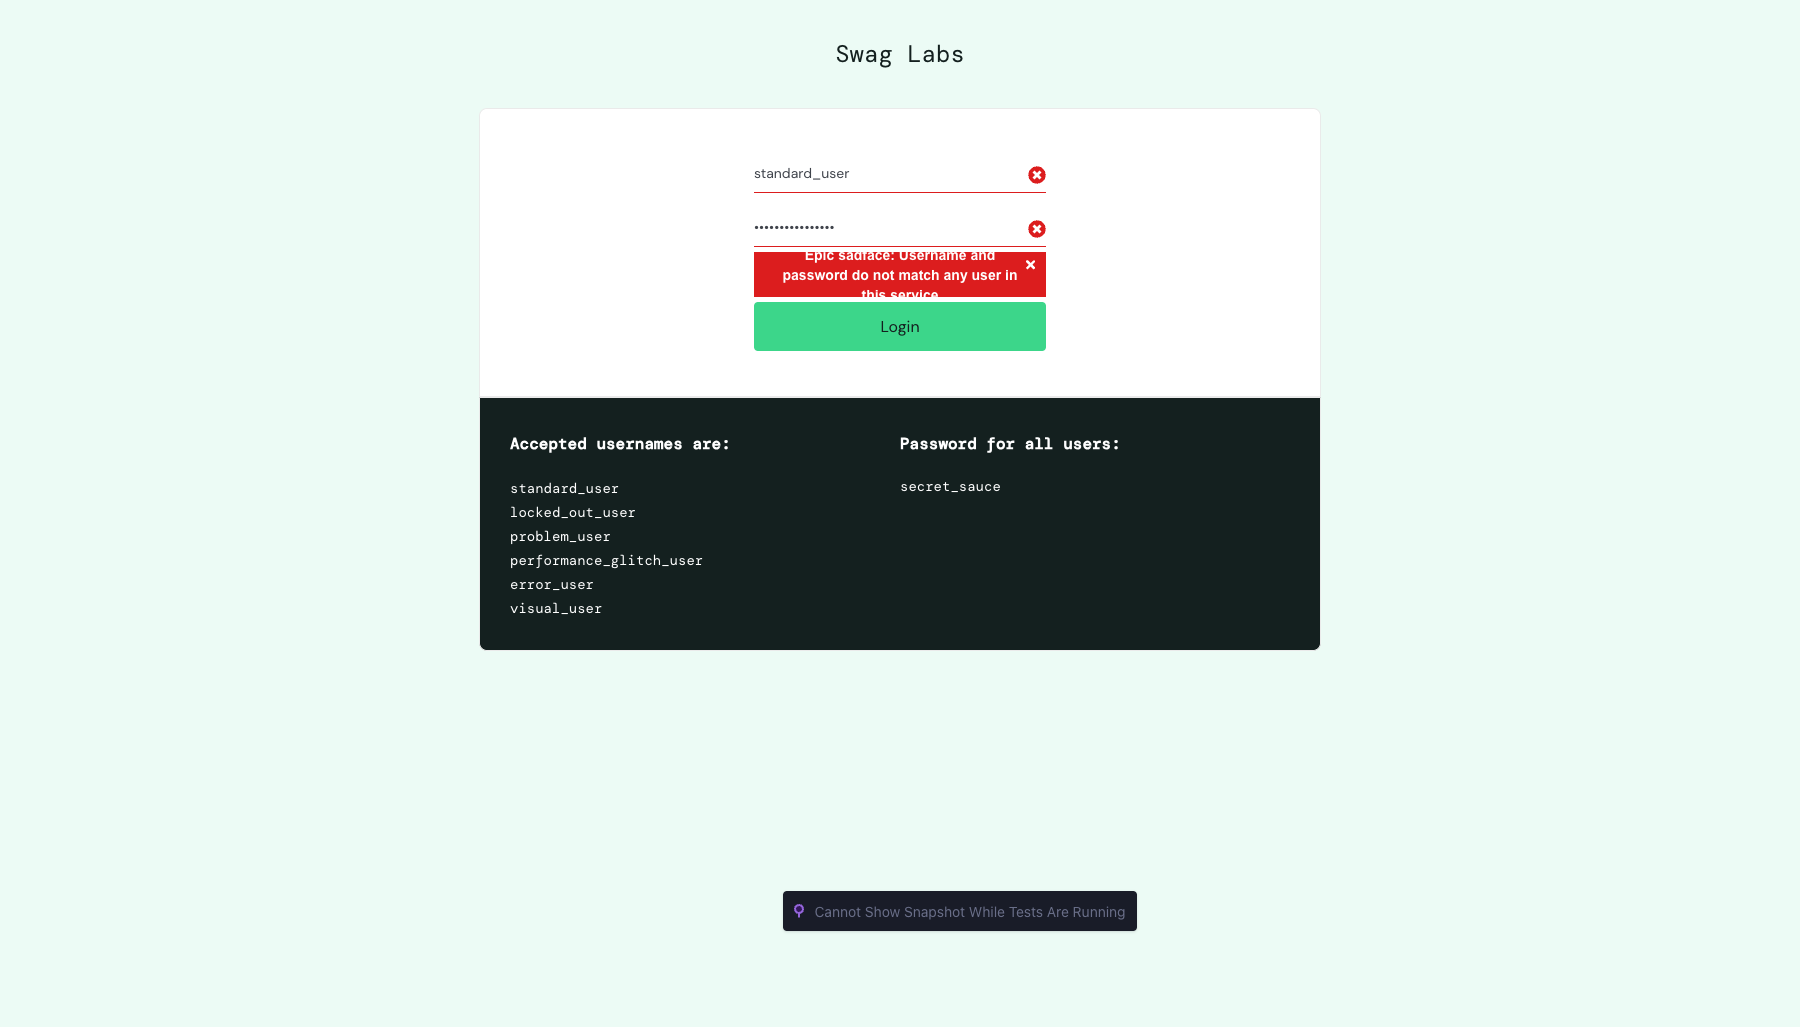 Swag Labs
standard_user
••••••••••••••••
Epic sadface: Username and
password do not match any user in
this service
Login
Accepted usernames are:
standard_user
locked_out_user
problem_user
performance_glitch_user
error_user
visual_user
Password for all users:
secret_sauce
Cannot Show Snapshot While Tests Are Running